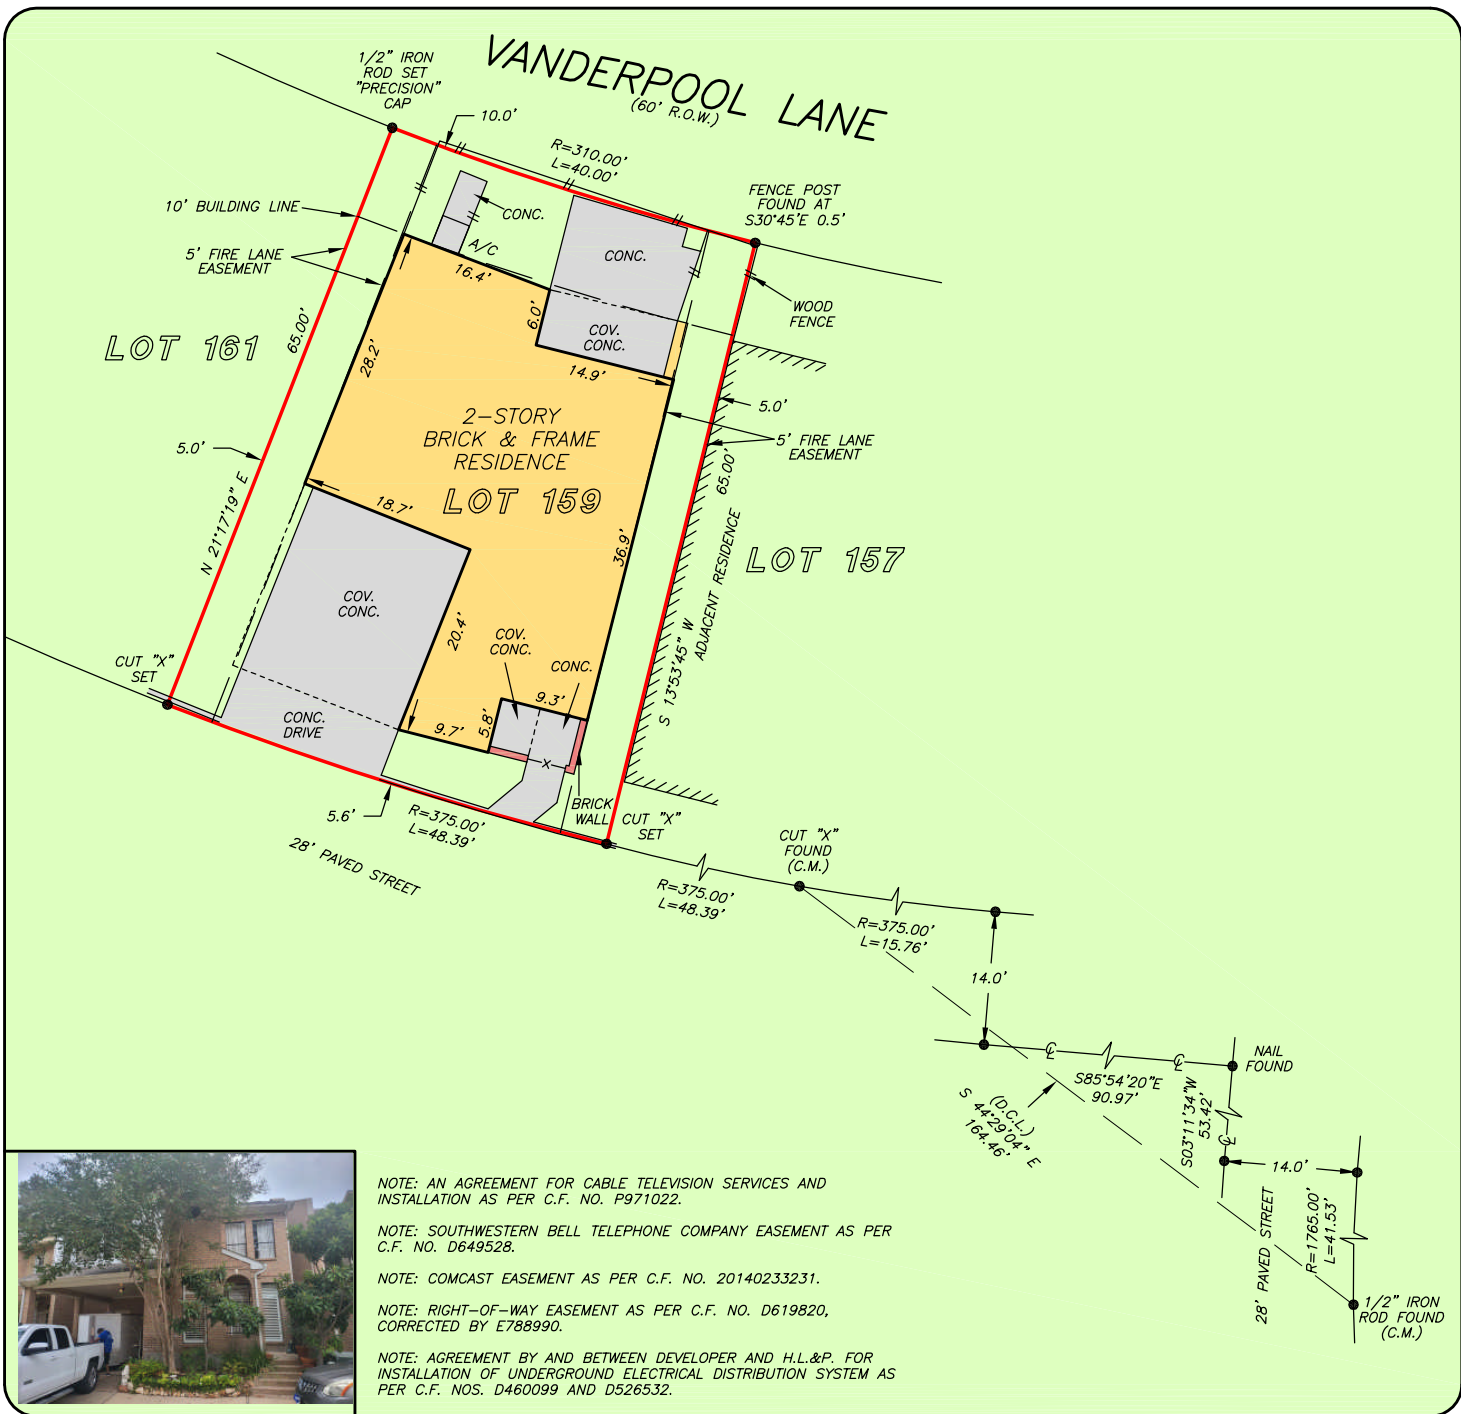 VANDERPOOL LANE
(60' R.O.W.)
1/2" IRON
ROD SET
"PRECISION"
CAP
10.0'
R=310.00'
L=40.00'
FENCE POST
FOUND AT
S30°45'E 0.5'
10' BUILDING LINE
CONC.
5' FIRE LANE
EASEMENT
A/C
16.4'
CONC.
6.0'
COV.
CONC.
WOOD
FENCE
LOT 161
65.00'
28.2'
14.9'
5.0'
2-STORY
BRICK & FRAME
RESIDENCE
LOT 159
5' FIRE LANE
EASEMENT
5.0'
N 21°17'19" E
18.7'
65.00'
36.9'
ADJACENT RESIDENCE
LOT 157
S 13°53'45" W
COV.
CONC.
20.4'
COV.
CONC.
CONC.
CUT "X"
SET
9.3'
5.8'
CONC.
DRIVE
9.7'
X
5.6'
R=375.00'
L=48.39'
BRICK
WALL
CUT "X"
SET
28' PAVED STREET
CUT "X"
FOUND
(C.M.)
R=375.00'
L=48.39'
R=375.00'
L=15.76'
14.0'
NAIL
FOUND
S85°54'20"E
90.97'
(D.C.L.)
S 44°29'04" E
164.46'
S03°11'34"W
53.42'
14.0'
28' PAVED STREET
R=1765.00'
L=41.53'
1/2" IRON
ROD FOUND
(C.M.)
NOTE: AN AGREEMENT FOR CABLE TELEVISION SERVICES AND
INSTALLATION AS PER C.F. NO. P971022.
NOTE: SOUTHWESTERN BELL TELEPHONE COMPANY EASEMENT AS PER
C.F. NO. D649528.
NOTE: COMCAST EASEMENT AS PER C.F. NO. 20140233231.
NOTE: RIGHT-OF-WAY EASEMENT AS PER C.F. NO. D619820,
CORRECTED BY E788990.
NOTE: AGREEMENT BY AND BETWEEN DEVELOPER AND H.L.&P. FOR
INSTALLATION OF UNDERGROUND ELECTRICAL DISTRIBUTION SYSTEM AS
PER C.F. NOS. D460099 AND D526532.